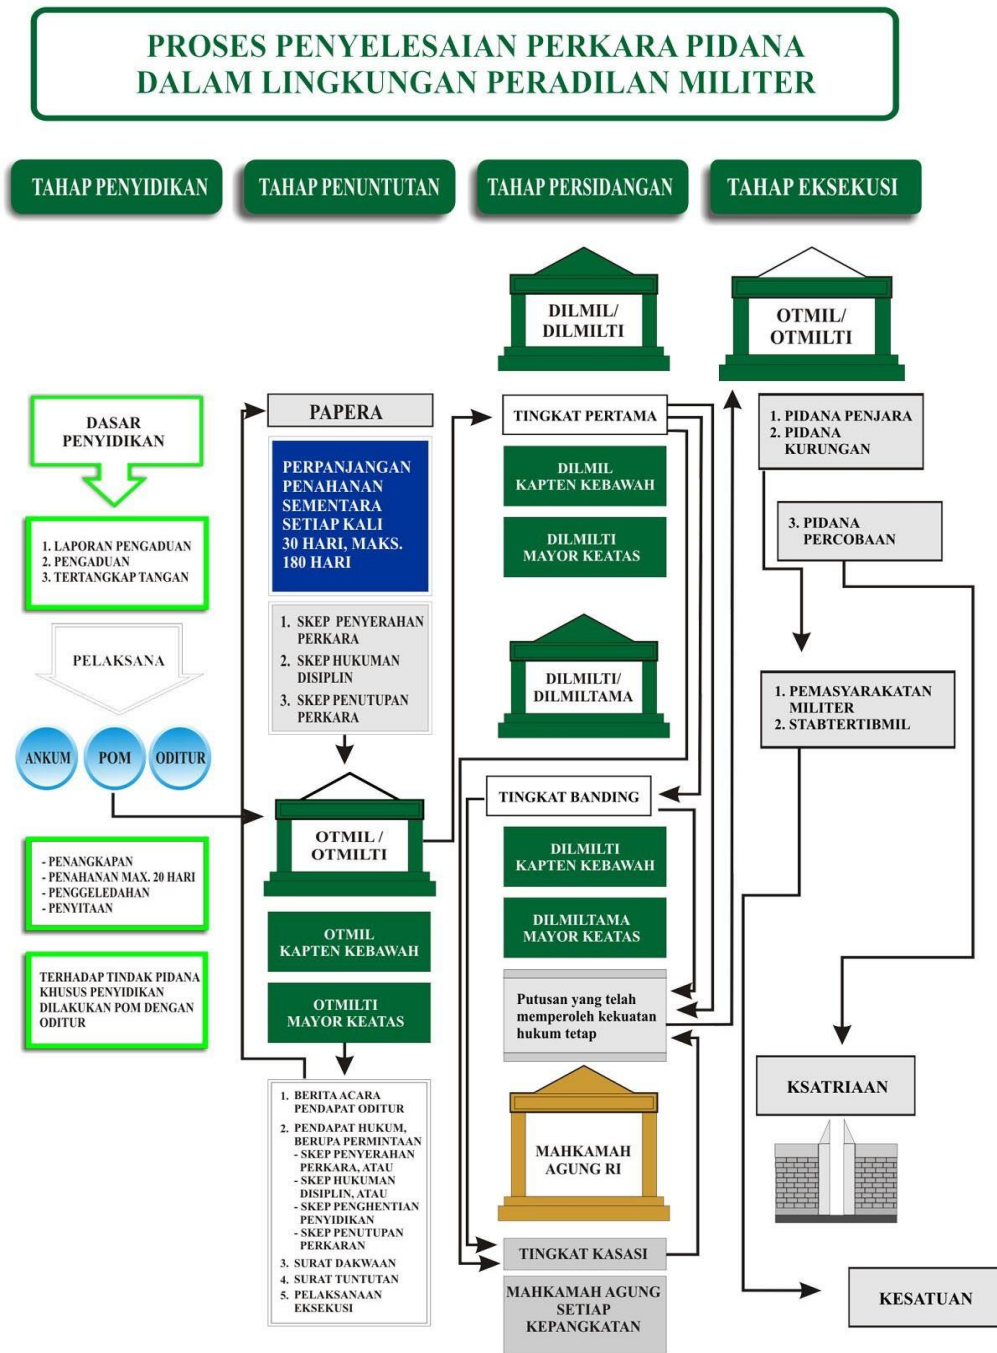 PROSES PENYELESAIAN PERKARA PIDANA
DALAM LINGKUNGAN PERADILAN MILITER
TAHAP PENYIDIKAN
TAHAP PENUNTUTAN
TAHAP PERSIDANGAN
TAHAP EKSEKUSI
DASAR
PENYIDIKAN
1. LAPORAN PENGADUAN
2. PENGADUAN
3. TERTANGKAP TANGAN
PELAKSANA
ANKUM
POM
ODITUR
- PENANGKAPAN
- PENAHANAN MAX. 20 HARI
- PENGGELEDAHAN
- PENYITAAN
TERHADAP TINDAK PIDANA
KHUSUS PENYIDIKAN
DILAKUKAN POM DENGAN
ODITUR
PAPERA
PERPANJANGAN
PENAHANAN
SEMENTARA
SETIAP KALI
30 HARI, MAKS.
180 HARI
1. SKEP PENYERAHAN
PERKARA
2. SKEP HUKUMAN
DISIPLIN
3. SKEP PENUTUPAN
PERKARA
OTMIL /
OTMILTI
OTMIL
KAPTEN KEBAWAH
OTMILTI
MAYOR KEATAS
1. BERITA ACARA
PENDAPAT ODITUR
2. PENDAPAT HUKUM,
BERUPA PERMINTAAN
- SKEP PENYERAHAN
PERKARA, ATAU
- SKEP HUKUMAN
DISIPLIN, ATAU
- SKEP PENGHENTIAN
PENYIDIKAN
- SKEP PENUTUPAN
PERKARAN
3. SURAT DAKWAAN
4. SURAT TUNTUTAN
5. PELAKSANAAN
EKSEKUSI
DILMIL/
DILMILTI
TINGKAT PERTAMA
DILMIL
KAPTEN KEBAWAH
DILMILTI
MAYOR KEATAS
DILMILTI/
DILMILTAMA
TINGKAT BANDING
DILMILTI
KAPTEN KEBAWAH
DILMILTAMA
MAYOR KEATAS
Putusan yang telah
memperoleh kekuatan
hukum tetap
MAHKAMAH
AGUNG RI
TINGKAT KASASI
MAHKAMAH AGUNG
SETIAP
KEPANGKATAN
OTMIL/
OTMILTI
1. PIDANA PENJARA
2. PIDANA
KURUNGAN
3. PIDANA
PERCOBAAN
1. PEMASYARAKATAN
MILITER
2. STABTERTIBMIL
KSATRIAAN
KESATUAN